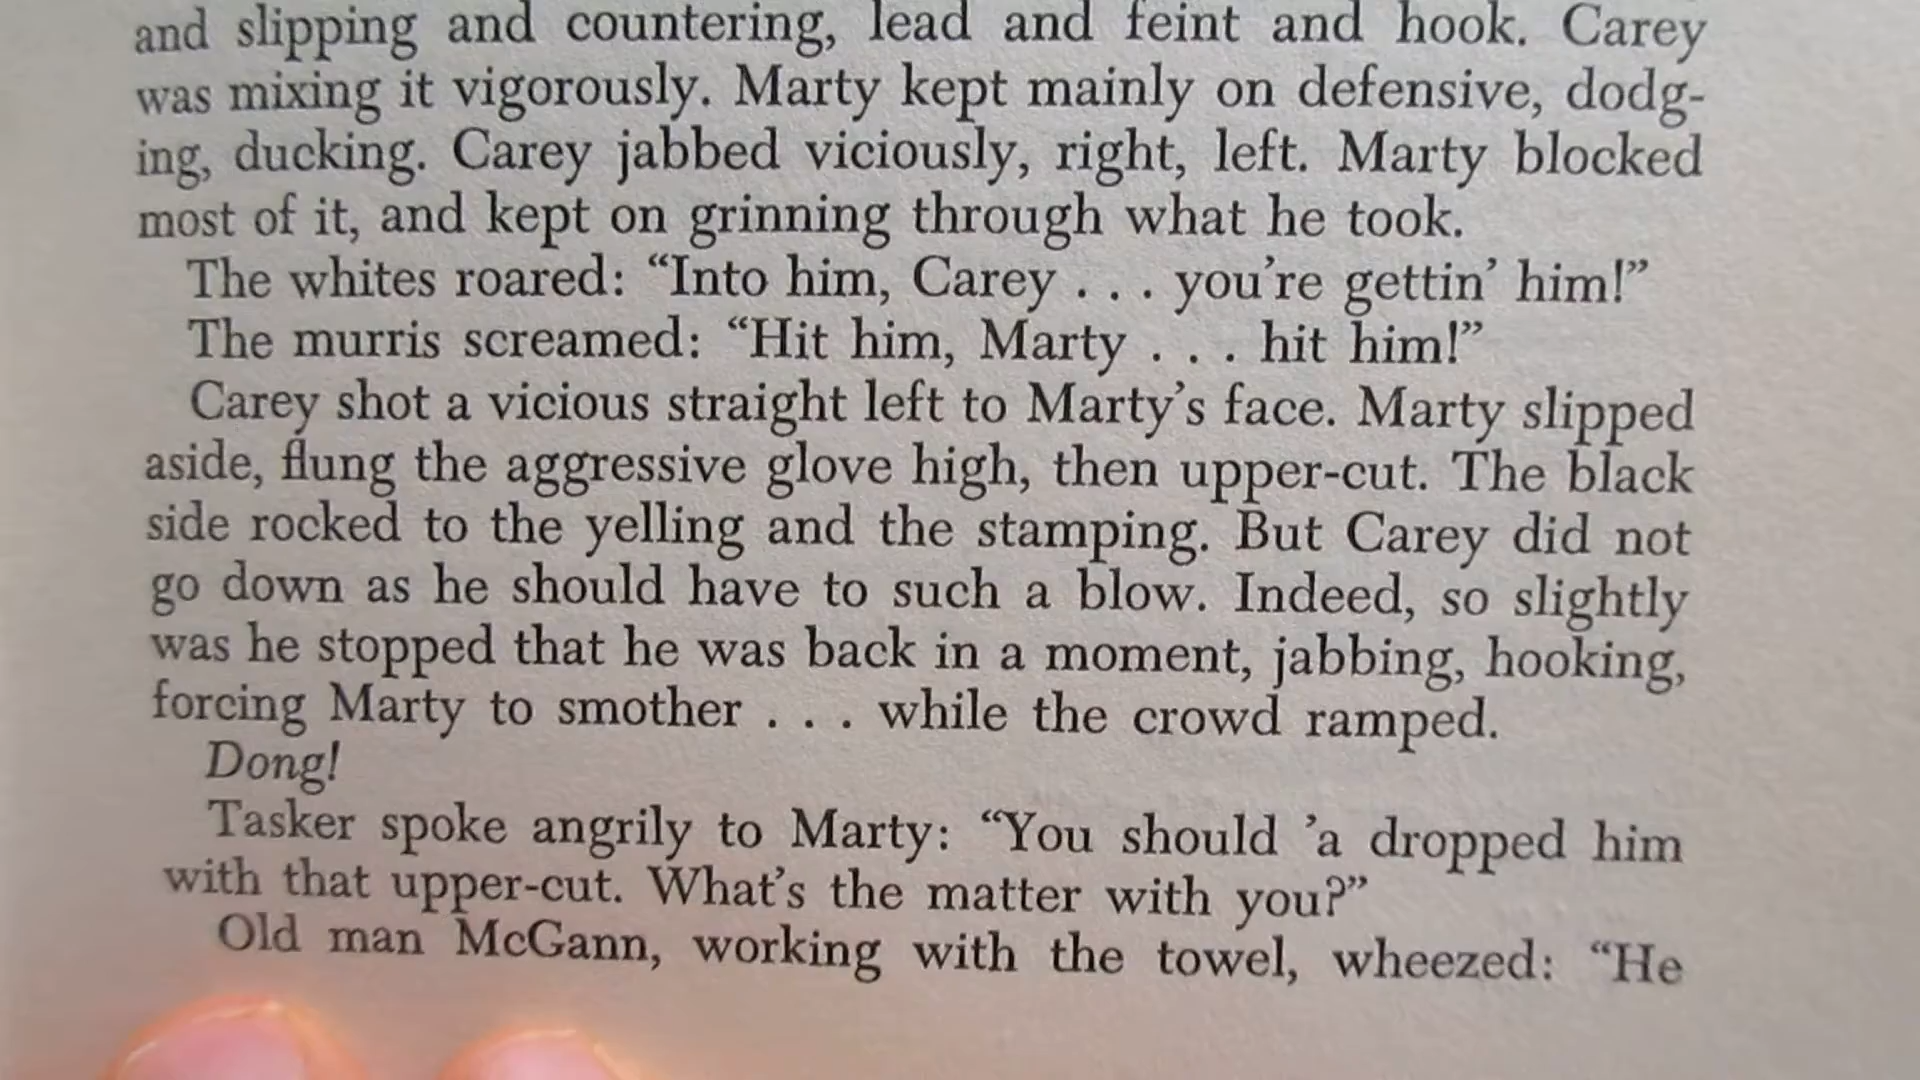 and slipping and countering, lead and feint and hook. Carey
was mixing it vigorously. Marty kept mainly on defensive, dodg-
ing, ducking. Carey jabbed viciously, right, left. Marty blocked
most of it, and kept on grinning through what he took.
The whites roared: “Into him, Carey . . . you’re gettin’ him!”
The murris screamed: “Hit him, Marty . . . hit him!”
Carey shot a vicious straight left to Marty’s face. Marty slipped
aside, flung the aggressive glove high, then upper-cut. The black
side rocked to the yelling and the stamping. But Carey did not
go down as he should have to such a blow. Indeed, so slightly
was he stopped that he was back in a moment, jabbing, hooking,
forcing Marty to smother . . . while the crowd ramped.
Dong!
Tasker spoke angrily to Marty: “You should ’a dropped him
with that upper-cut. What’s the matter with you?”
Old man McGann, working with the towel, wheezed: “He